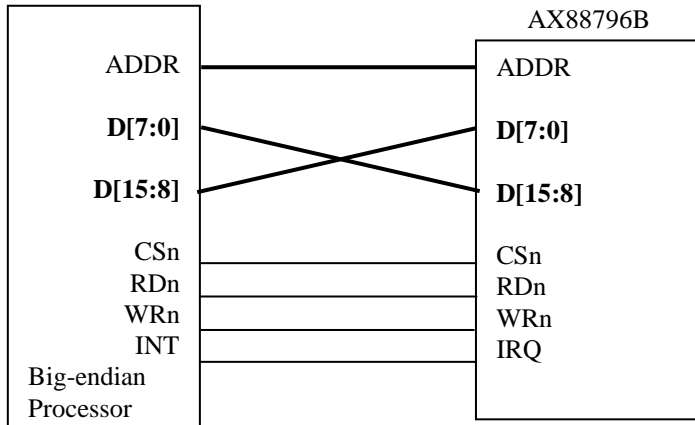 AX88796B
ADDR
D[7:0]
D[15:8]
CSn
RDn
WRn
INT
Big-endian
Processor
ADDR
D[7:0]
D[15:8]
CSn
RDn
WRn
IRQ